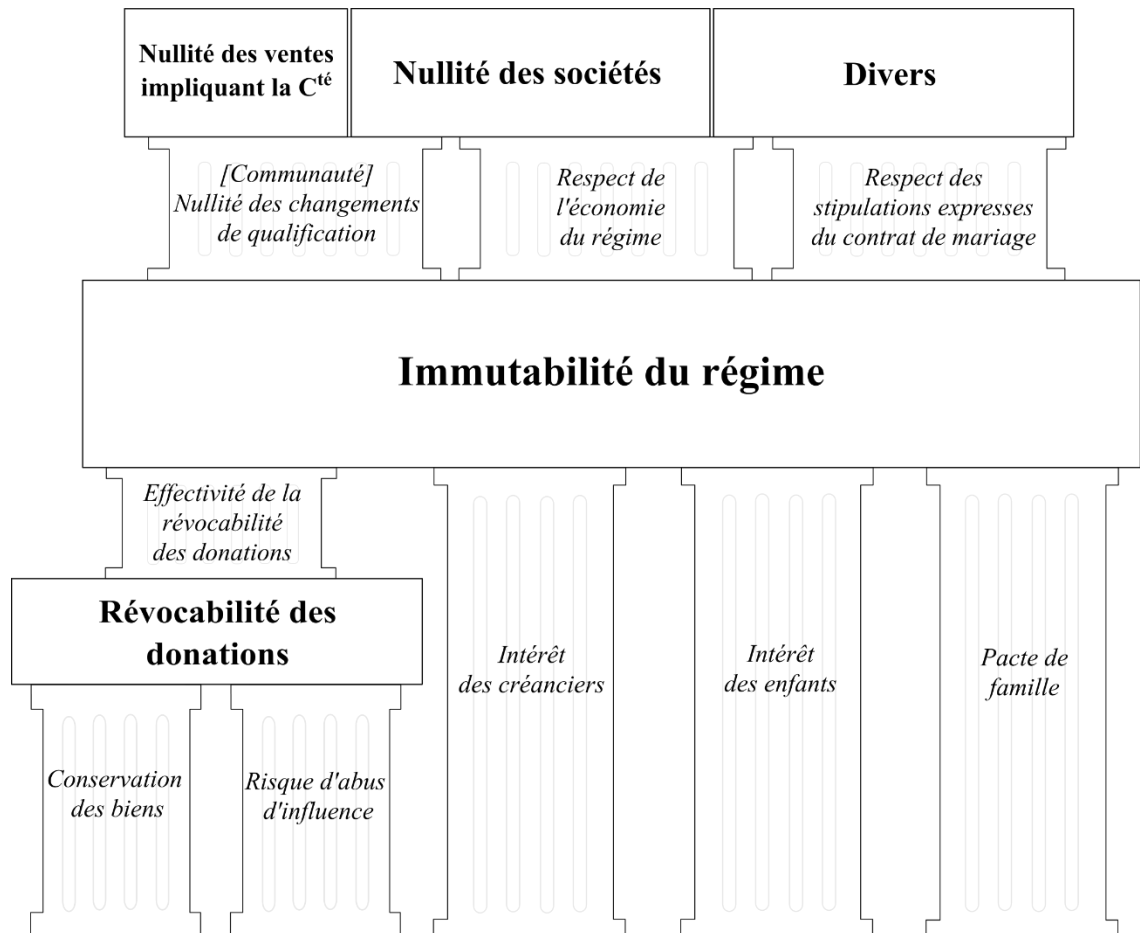 Nullité des ventes
impliquant la Cté
Nullité des sociétés
Divers
[Communauté]
Nullité des changements
de qualification
Respect de
l'économie
du régime
Respect des
stipulations expresses
du contrat de mariage
Immutabilité du régime
Effectivité de la
révocabilité
des donations
Révocabilité des
donations
Intérêt
des créanciers
Intérêt
des enfants
Pacte de
famille
Conservation
des biens
Risque d'abus
d'influence